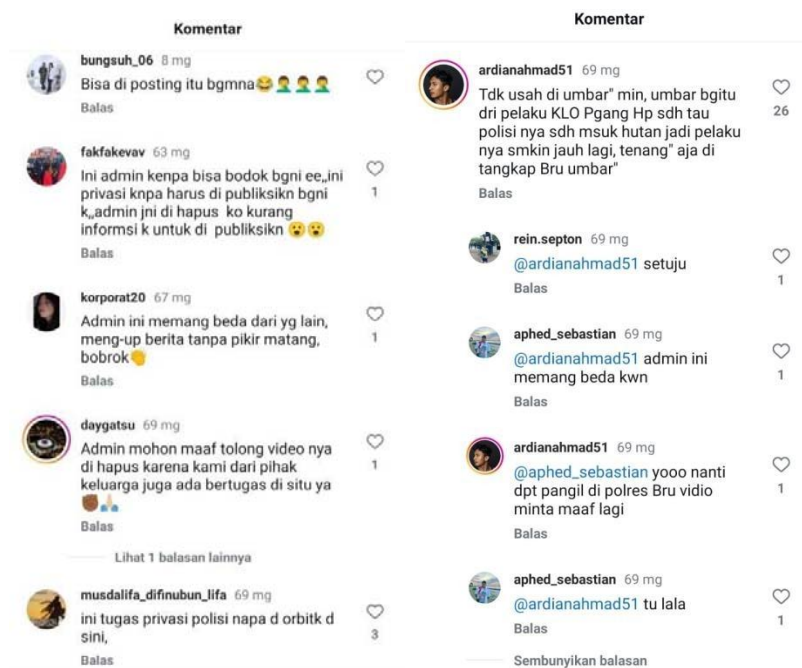 Komentar
bungsuh_06 8 mg
Bisa di posting itu bgmna😂🤦‍♂️🤦‍♂️🤦‍♂️
Balas
fakfakevav 63 mg
Ini admin kenpa bisa bodok bgni ee,,ini
privasi knpa harus di publiksikn bgni
k,,admin jni di hapus ko kurang
informsi k untuk di publiksikn 😮😮
1
Balas
korporat20 67 mg
Admin ini memang beda dari yg lain,
meng-up berita tanpa pikir matang,
bobrok👏
1
Balas
daygatsu 69 mg
Admin mohon maaf tolong video nya
di hapus karena kami dari pihak
keluarga juga ada bertugas di situ ya
✊🏾🙏🏻
1
Balas
Lihat 1 balasan lainnya
musdalifa_difinubun_lifa 69 mg
ini tugas privasi polisi napa d orbitk d
sini,
3
Balas
Komentar
ardianahmad51 69 mg
Tdk usah di umbar" min, umbar bgitu
dri pelaku KLO Pgang Hp sdh tau
polisi nya sdh msuk hutan jadi pelaku
nya smkin jauh lagi, tenang" aja di
tangkap Bru umbar"
26
Balas
rein.septon 69 mg
@ardianahmad51 setuju
1
Balas
aphed_sebastian 69 mg
@ardianahmad51 admin ini
memang beda kwn
1
Balas
ardianahmad51 69 mg
@aphed_sebastian yooo nanti
dpt pangil di polres Bru vidio
minta maaf lagi
1
Balas
aphed_sebastian 69 mg
@ardianahmad51 tu lala
1
Balas
Sembunyikan balasan